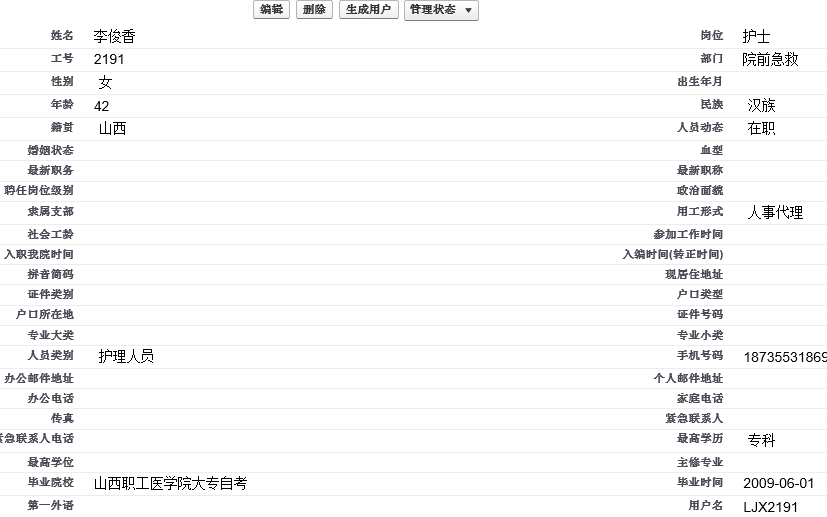 编辑 删除 生成用户 管理状态
姓名 李俊香 岗位 护士
工号 2191 部门 院前急救
性别 女 出生年月
年龄 42 民族 汉族
籍贯 山西 人员动态 在职
婚姻状态 血型
最新职务 最新职称
聘任岗位级别 政治面貌
隶属支部 用工形式 人事代理
社会工龄 参加工作时间
入职我院时间 入编时间(转正时间)
拼音简码 现居住地址
证件类别 户口类型
户口所在地 证件号码
专业大类 专业小类
人员类别 护理人员 手机号码 18735531869
办公邮件地址 个人邮件地址
办公电话 家庭电话
传真 紧急联系人
紧急联系人电话 最高学历 专科
最高学位 主修专业
毕业院校 山西职工医学院大专自考 毕业时间 2009-06-01
第一外语 用户名 LJX2191